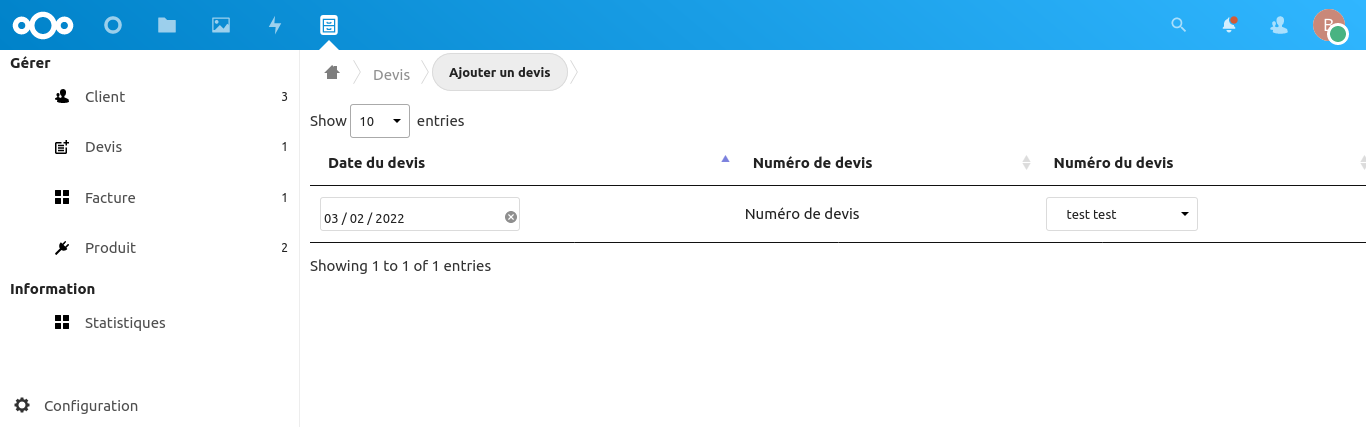 B
Gérer
Client 3
Devis 1
Facture 1
Produit 2
Information
Statistiques
Configuration
Devis Ajouter un devis
Show 10 entries
Date du devis Numéro de devis Numéro du devis
03 / 02 / 2022 Numéro de devis test test
Showing 1 to 1 of 1 entries